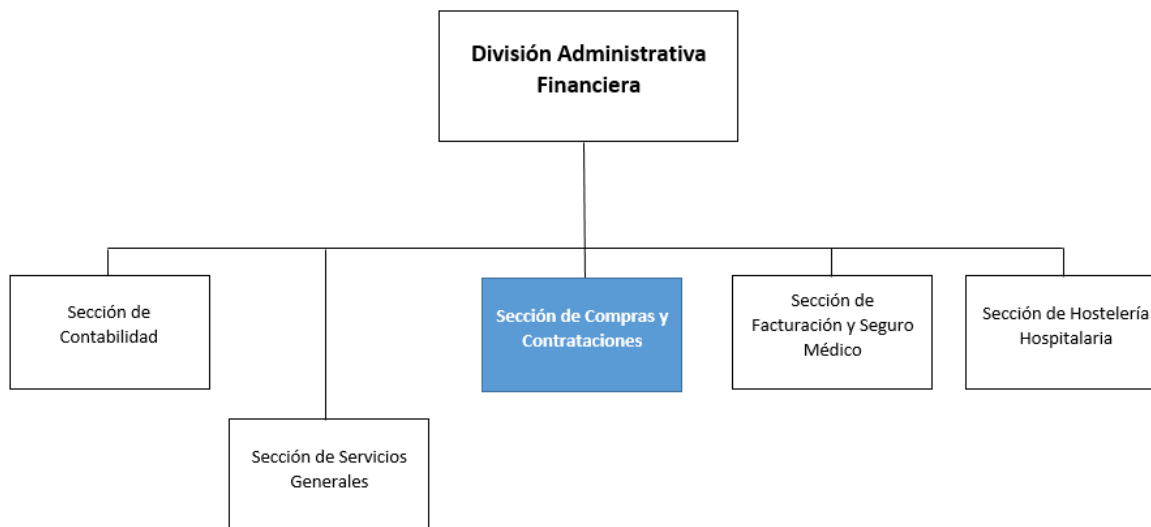 División Administrativa
Financiera
Sección de
Contabilidad
Sección de Compras y
Contrataciones
Sección de
Facturación y Seguro
Médico
Sección de Hostelería
Hospitalaria
Sección de Servicios
Generales